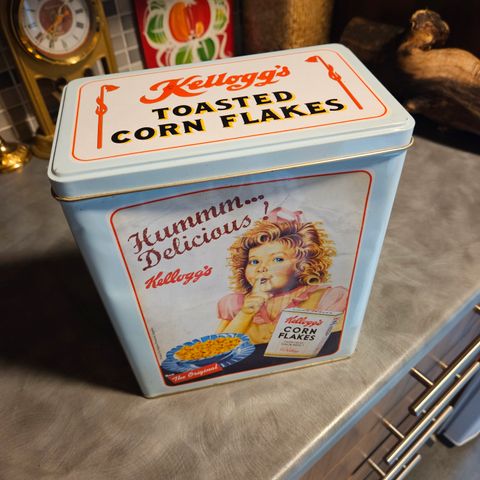 Kellogg's
TOASTED
CORN FLAKES
Hummm...
Delicious!
Kellogg's
Kellogg's
CORN
FLAKES
The Original